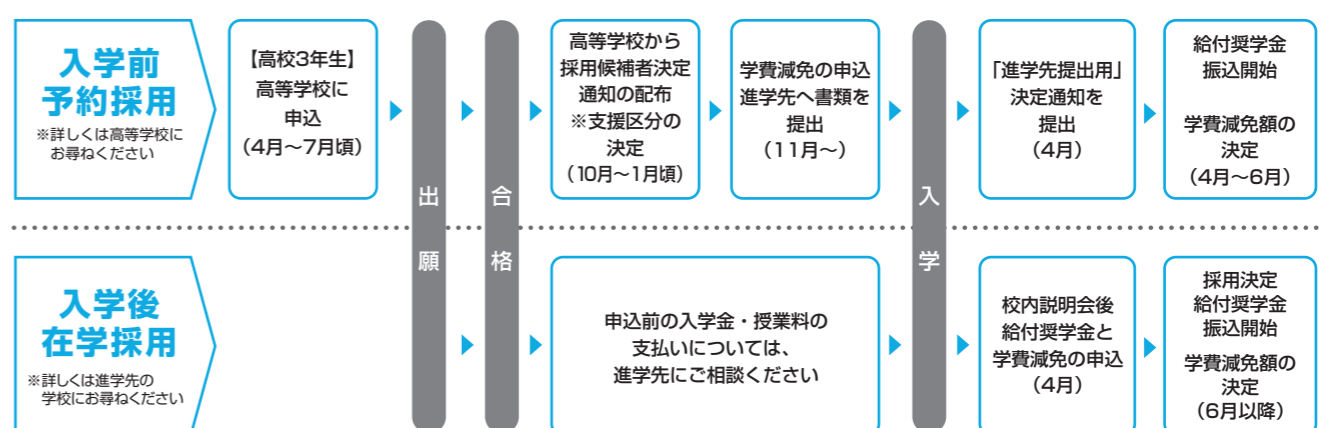 入学前
予約採用
※詳しくは高等学校に
お尋ねください
【高校3年生】
高等学校に
申込
（4月～7月頃）
出願
合格
高等学校から
採用候補者決定
通知の配布
※支援区分の
決定
（10月～1月頃）
学費減免の申込
進学先へ書類を
提出
（11月～）
入学
「進学先提出用」
決定通知を
提出
（4月）
給付奨学金
振込開始
学費減免額の
決定
（4月～6月）
入学後
在学採用
※詳しくは進学先の
学校にお尋ねください
申込前の入学金・授業料の
支払いについては、
進学先にご相談ください
校内説明会後
給付奨学金と
学費減免の申込
（4月）
採用決定
給付奨学金
振込開始
学費減免額の
決定
（6月以降）